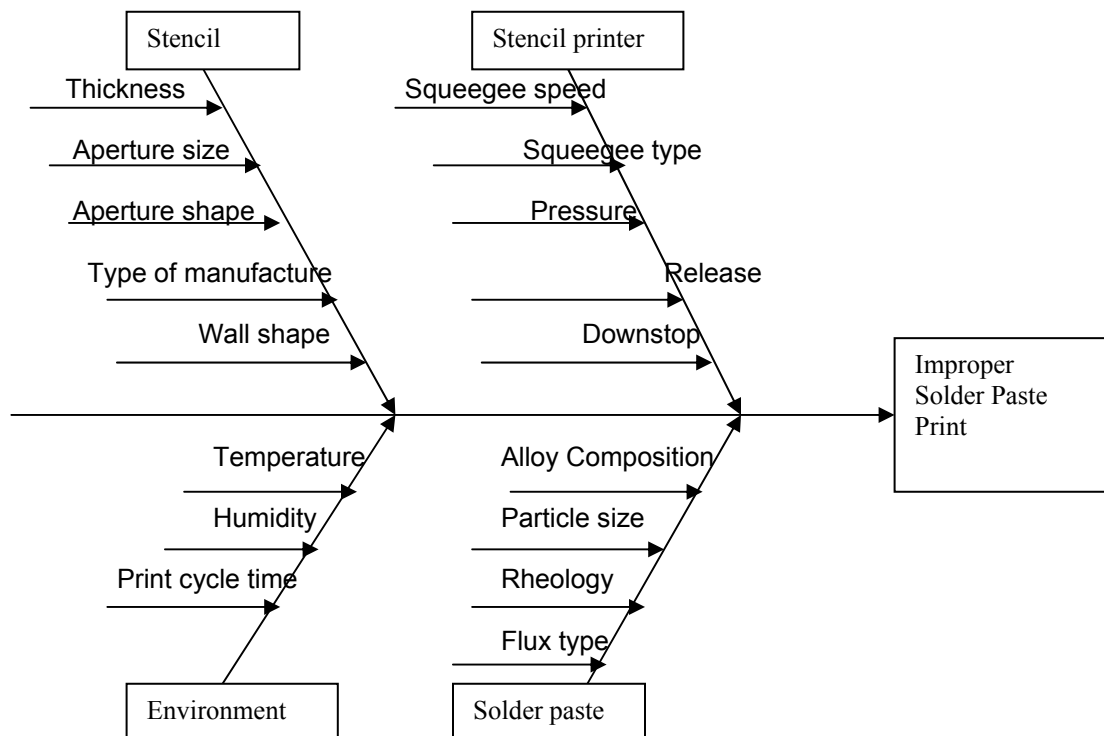 Stencil
Stencil printer
Thickness
Squeegee speed
Aperture size
Squeegee type
Aperture shape
Pressure
Type of manufacture
Release
Wall shape
Downstop
Improper
Solder Paste
Print
Temperature
Alloy Composition
Humidity
Particle size
Print cycle time
Rheology
Flux type
Environment
Solder paste